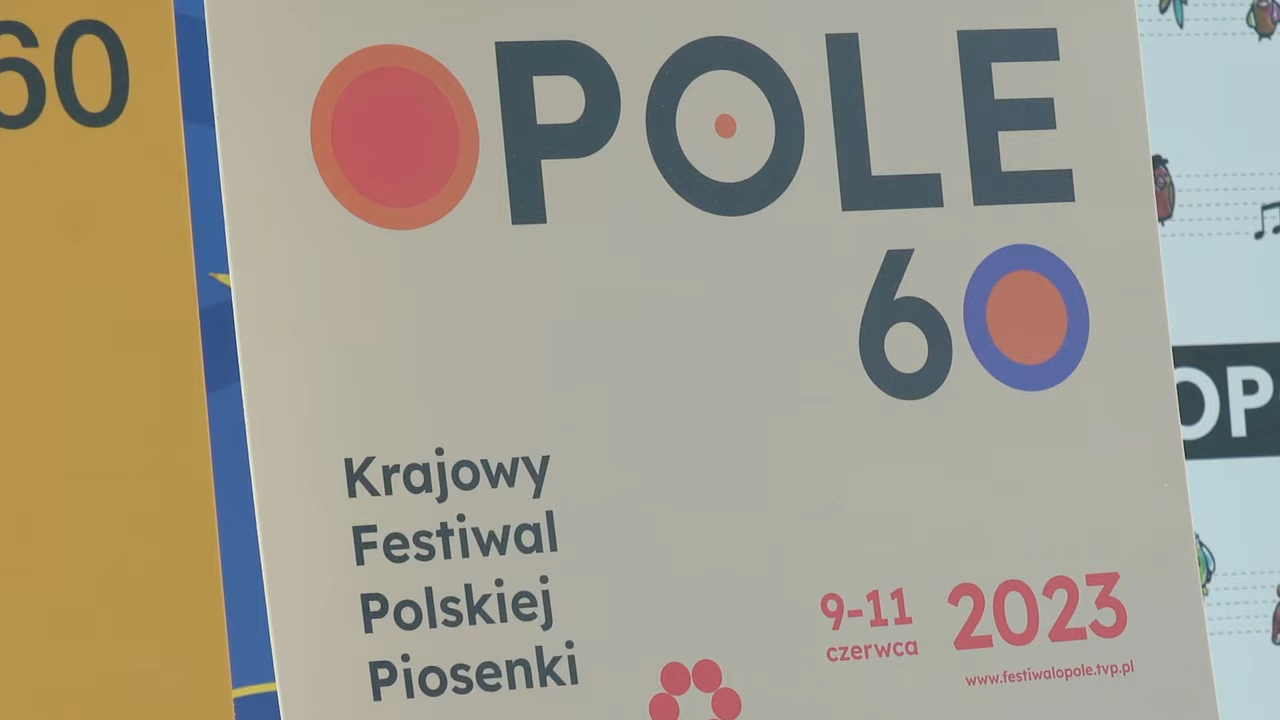 60
OPOLE
60
Krajowy
Festiwal
Polskiej
Piosenki
9-11
czerwca
2023
www.festiwalopole.tvp.pl
OP